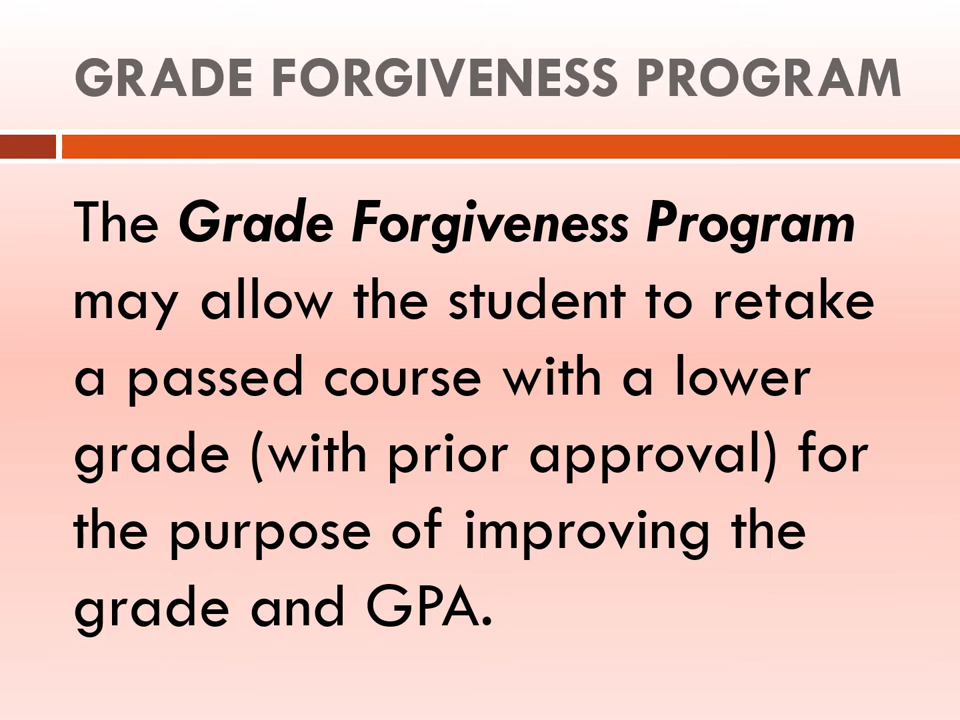 GRADE FORGIVENESS PROGRAM
The Grade Forgiveness Program
may allow the student to retake
a passed course with a lower
grade (with prior approval) for
the purpose of improving the
grade and GPA.